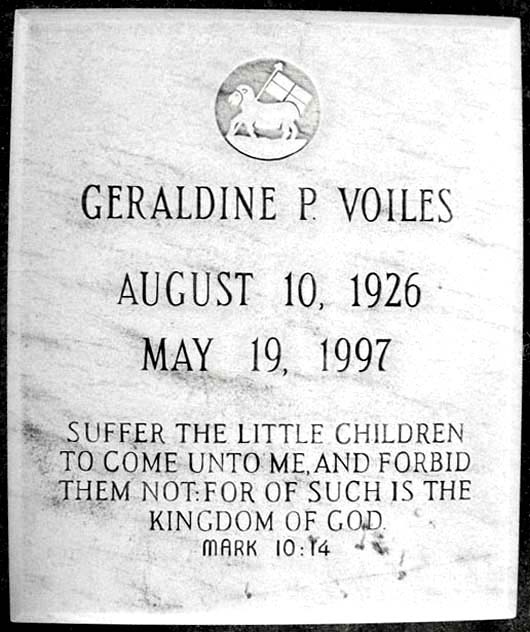 GERALDINE P. VOILES
AUGUST 10, 1926
MAY 19, 1997
SUFFER THE LITTLE CHILDREN
TO COME UNTO ME, AND FORBID
THEM NOT: FOR OF SUCH IS THE
KINGDOM OF GOD.
MARK 10:14